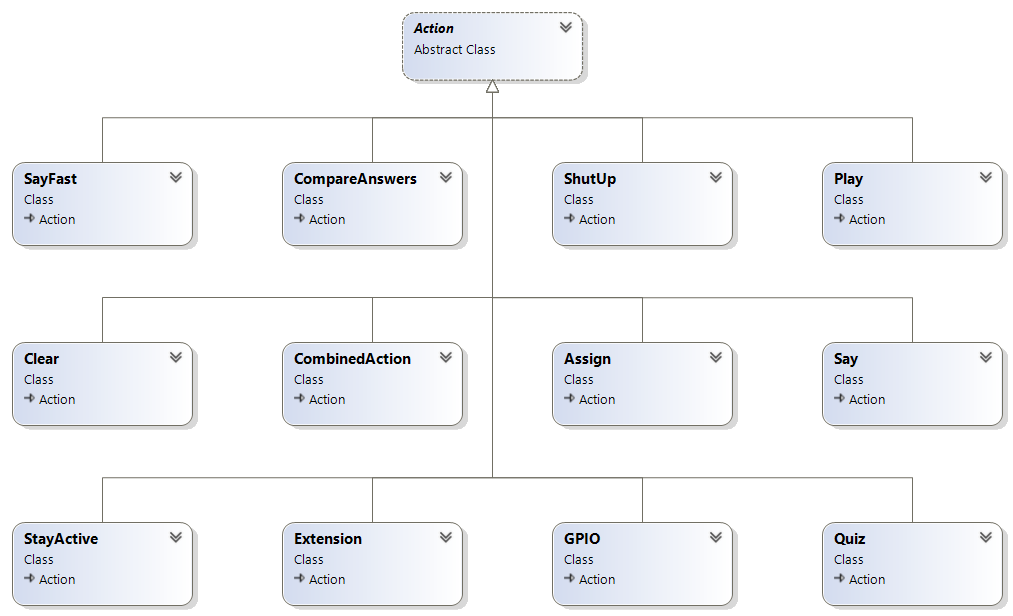 Action
Abstract Class
SayFast
Class
Action
CompareAnswers
Class
Action
ShutUp
Class
Action
Play
Class
Action
Clear
Class
Action
CombinedAction
Class
Action
Assign
Class
Action
Say
Class
Action
StayActive
Class
Action
Extension
Class
Action
GPIO
Class
Action
Quiz
Class
Action